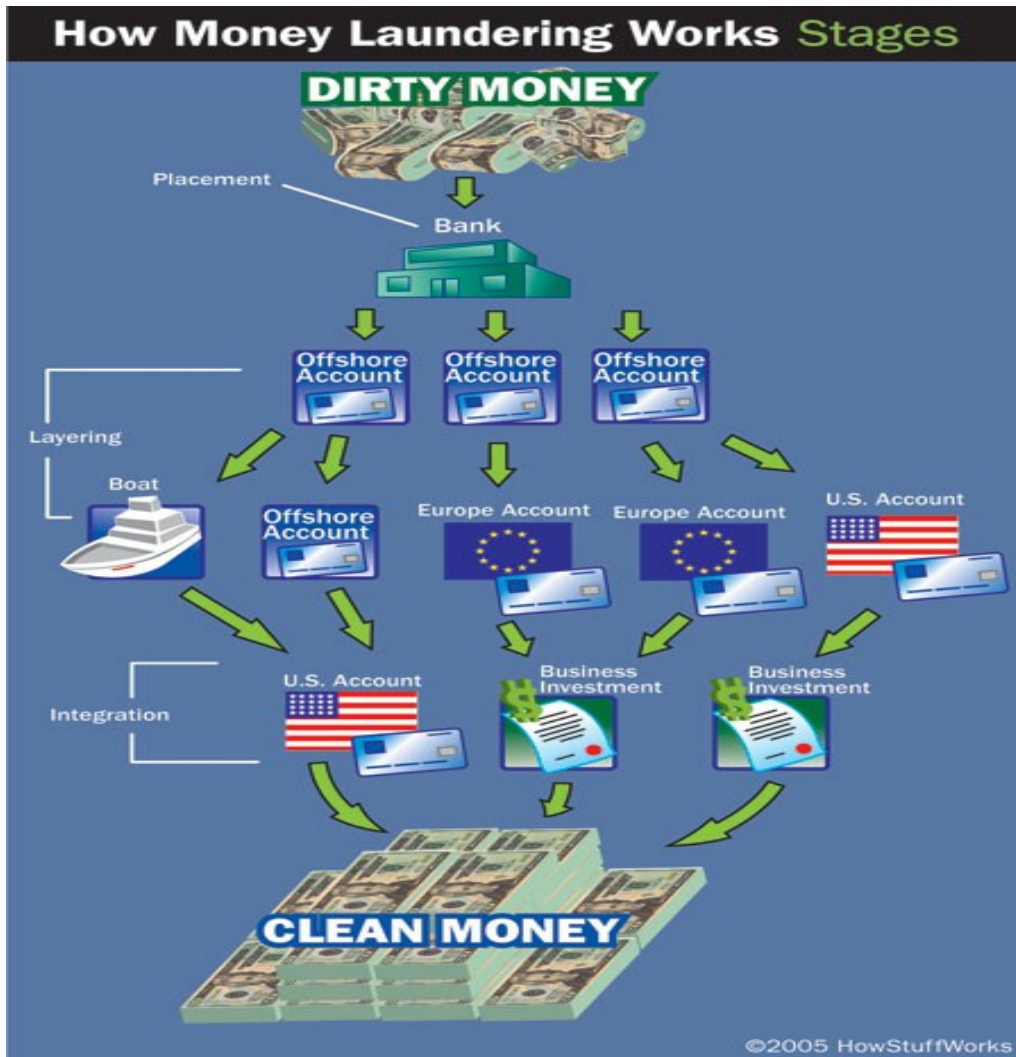 How Money Laundering Works Stages
DIRTY MONEY
Placement
Bank
Offshore
Account
Offshore
Account
Offshore
Account
Layering
Boat
Offshore
Account
Europe Account
Europe Account
U.S. Account
Integration
U.S. Account
Business
Investment
Business
Investment
CLEAN MONEY
©2005 HowStuffWorks